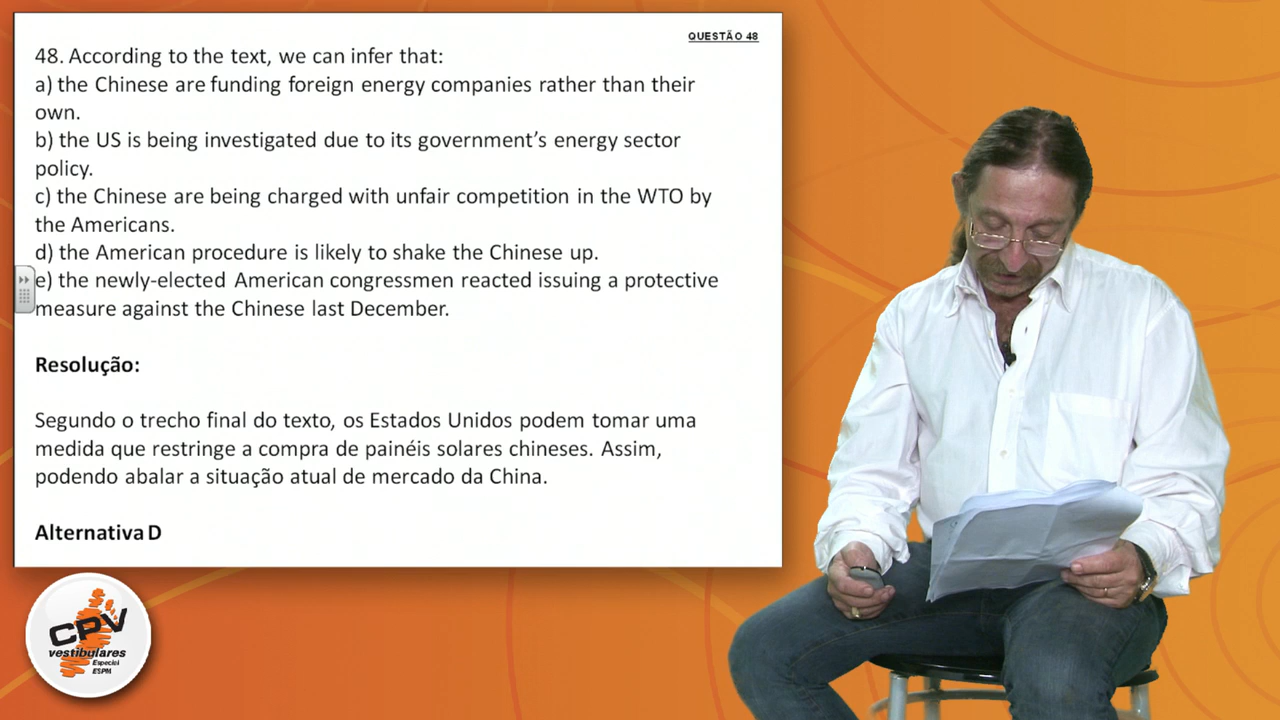 QUESTÃO 48
48. According to the text, we can infer that:
a) the Chinese are funding foreign energy companies rather than their
own.
b) the US is being investigated due to its government’s energy sector
policy.
c) the Chinese are being charged with unfair competition in the WTO by
the Americans.
d) the American procedure is likely to shake the Chinese up.
e) the newly-elected American congressmen reacted issuing a protective
measure against the Chinese last December.
Resolução:
Segundo o trecho final do texto, os Estados Unidos podem tomar uma
medida que restringe a compra de painéis solares chineses. Assim,
podendo abalar a situação atual de mercado da China.
Alternativa D
CPV
vestibulares
Especial
ESPM